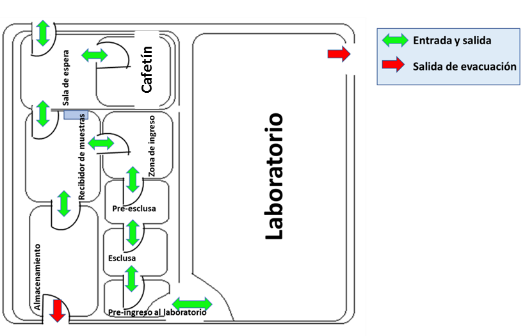 Entrada y salida
Salida de evacuación
Sala de espera
Cafetín
Recibidor de muestras
Zona de ingreso
Laboratorio
Pre-esclusa
Esclusa
Almacenamiento
Pre-ingreso al laboratorio